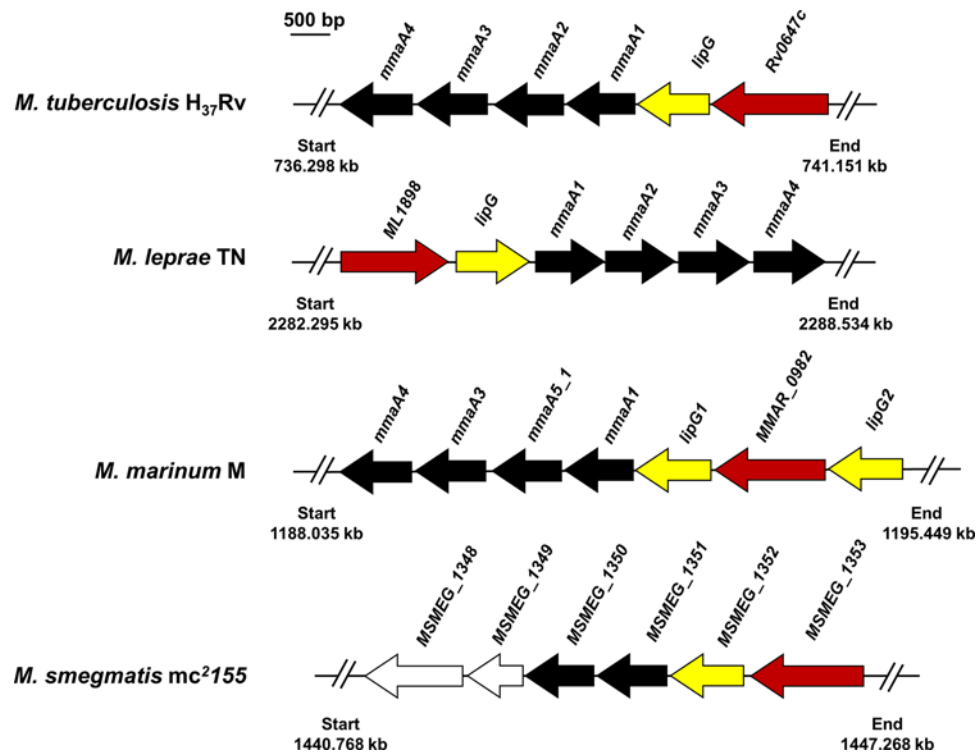 500 bp
mmaA4 mmaA3 mmaA2 mmaA1 lipG Rv0647c
M. tuberculosis H₃₇Rv
Start End
736.298 kb 741.151 kb
ML1898 lipG mmaA1 mmaA2 mmaA3 mmaA4
M. leprae TN
Start End
2282.295 kb 2288.534 kb
mmaA4 mmaA3 mmaA5_1 mmaA1 lipG1 MMAR_0982 lipG2
M. marinum M
Start End
1188.035 kb 1195.449 kb
MSMEG_1348 MSMEG_1349 MSMEG_1350 MSMEG_1351 MSMEG_1352 MSMEG_1353
M. smegmatis mc²155
Start End
1440.768 kb 1447.268 kb